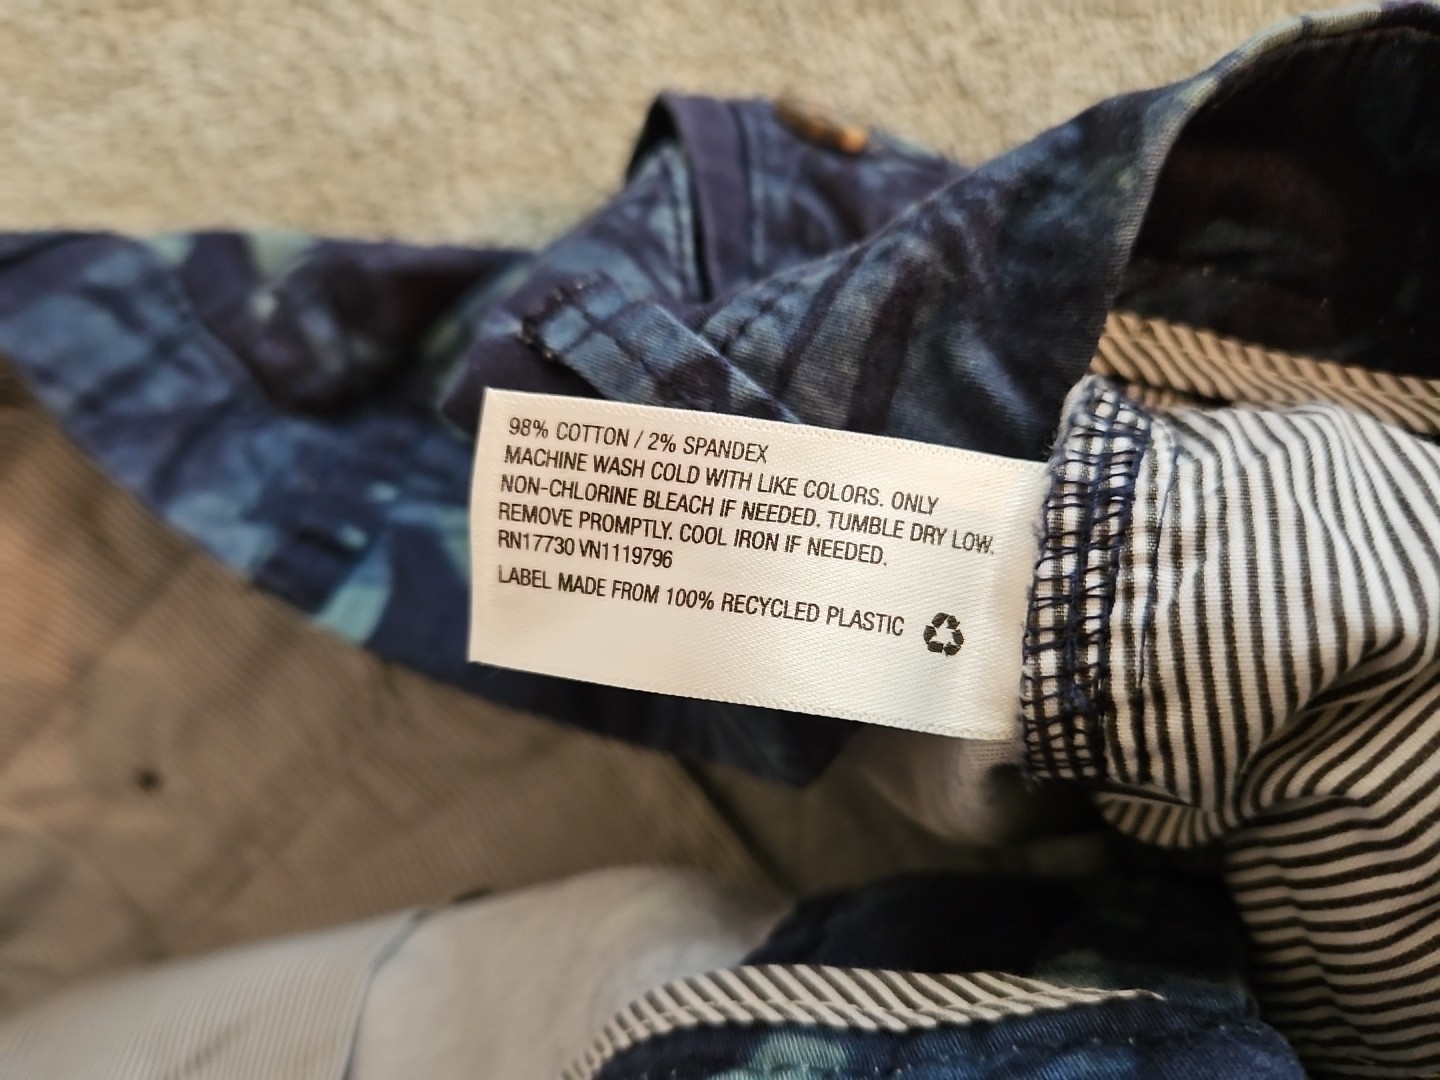 98% COTTON / 2% SPANDEX
MACHINE WASH COLD WITH LIKE COLORS. ONLY
NON-CHLORINE BLEACH IF NEEDED. TUMBLE DRY LOW.
REMOVE PROMPTLY. COOL IRON IF NEEDED.
RN17730 VN1119796
LABEL MADE FROM 100% RECYCLED PLASTIC